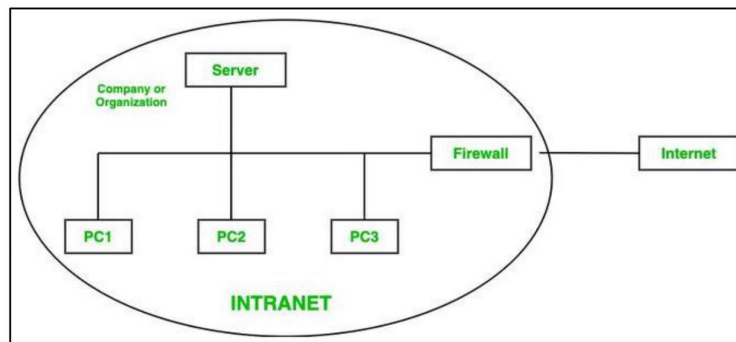 Server
Company or
Organization
Firewall
Internet
PC1
PC2
PC3
INTRANET